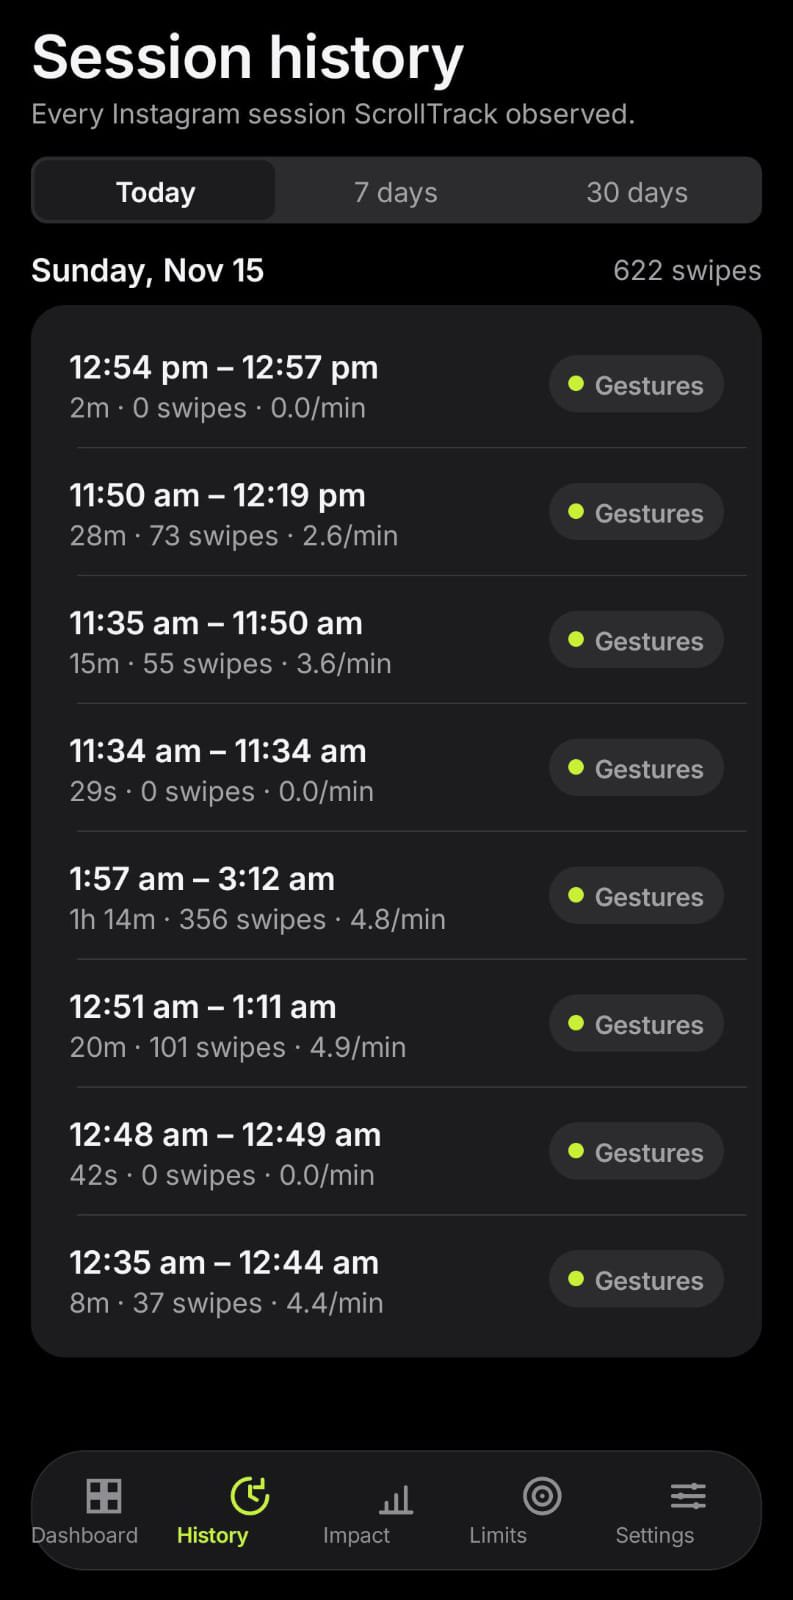 Session history
Every Instagram session ScrollTrack observed.
Today 7 days 30 days
Sunday, Nov 15 622 swipes
12:54 pm – 12:57 pm
2m · 0 swipes · 0.0/min
Gestures
11:50 am – 12:19 pm
28m · 73 swipes · 2.6/min
Gestures
11:35 am – 11:50 am
15m · 55 swipes · 3.6/min
Gestures
11:34 am – 11:34 am
29s · 0 swipes · 0.0/min
Gestures
1:57 am – 3:12 am
1h 14m · 356 swipes · 4.8/min
Gestures
12:51 am – 1:11 am
20m · 101 swipes · 4.9/min
Gestures
12:48 am – 12:49 am
42s · 0 swipes · 0.0/min
Gestures
12:35 am – 12:44 am
8m · 37 swipes · 4.4/min
Gestures
Dashboard History Impact Limits Settings